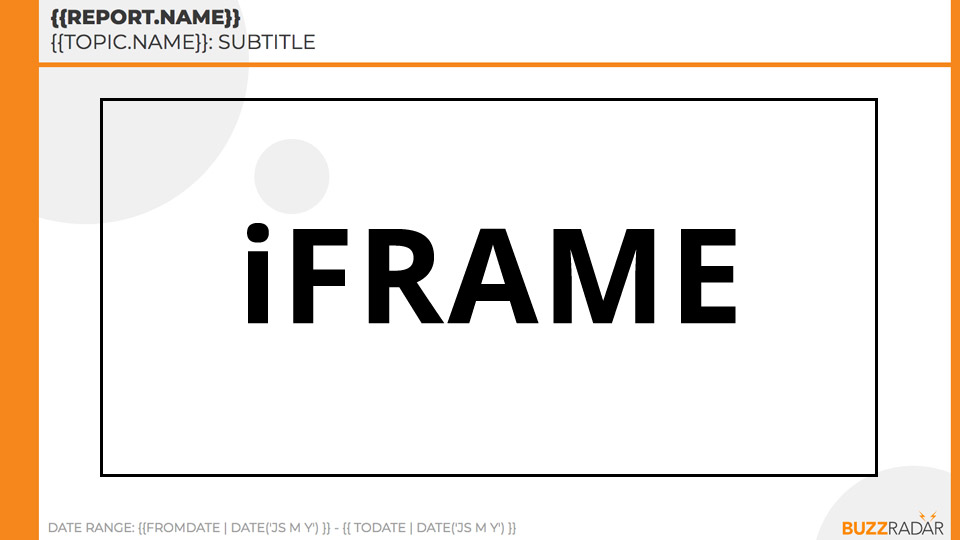 {{REPORT.NAME}}
{{TOPIC.NAME}}: SUBTITLE
iFRAME
DATE RANGE: {{FROMDATE | DATE('JS M Y') }} - {{ TODATE | DATE('JS M Y') }}
BUZZRADAR